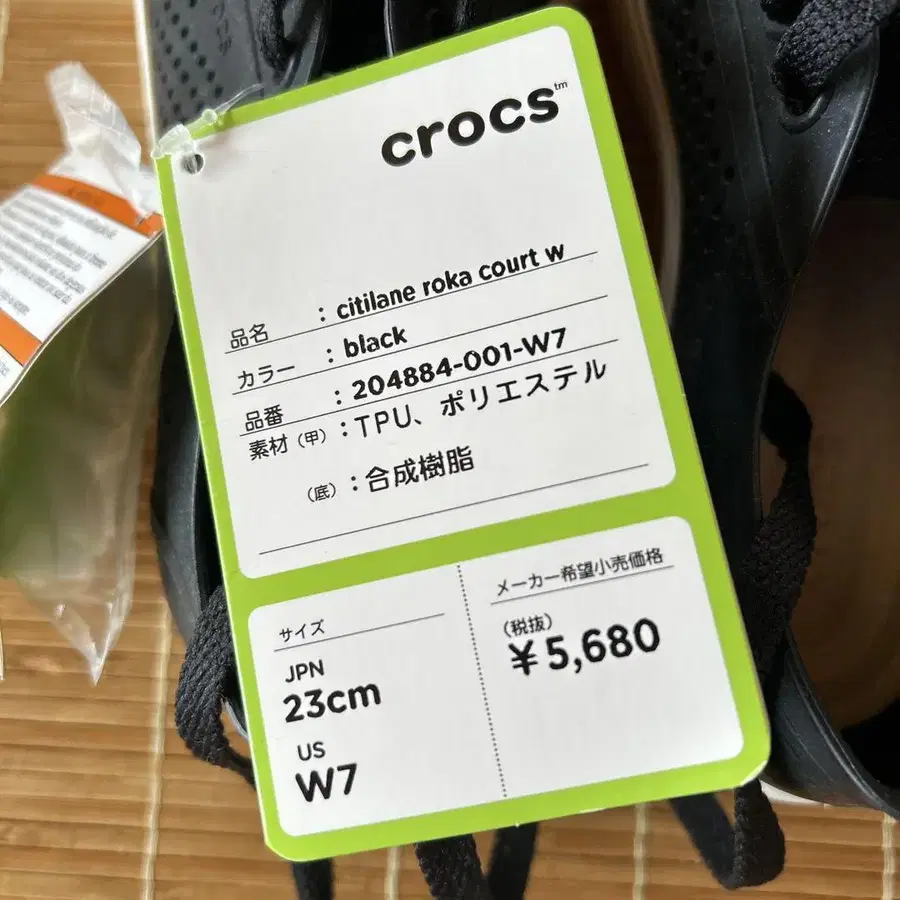 crocs™
品名 : citilane roka court w
カラー : black
品番 : 204884-001-W7
素材（甲）: TPU、ポリエステル
（底）: 合成樹脂
サイズ
JPN
23cm
US
W7
メーカー希望小売価格
（税抜）
¥5,680